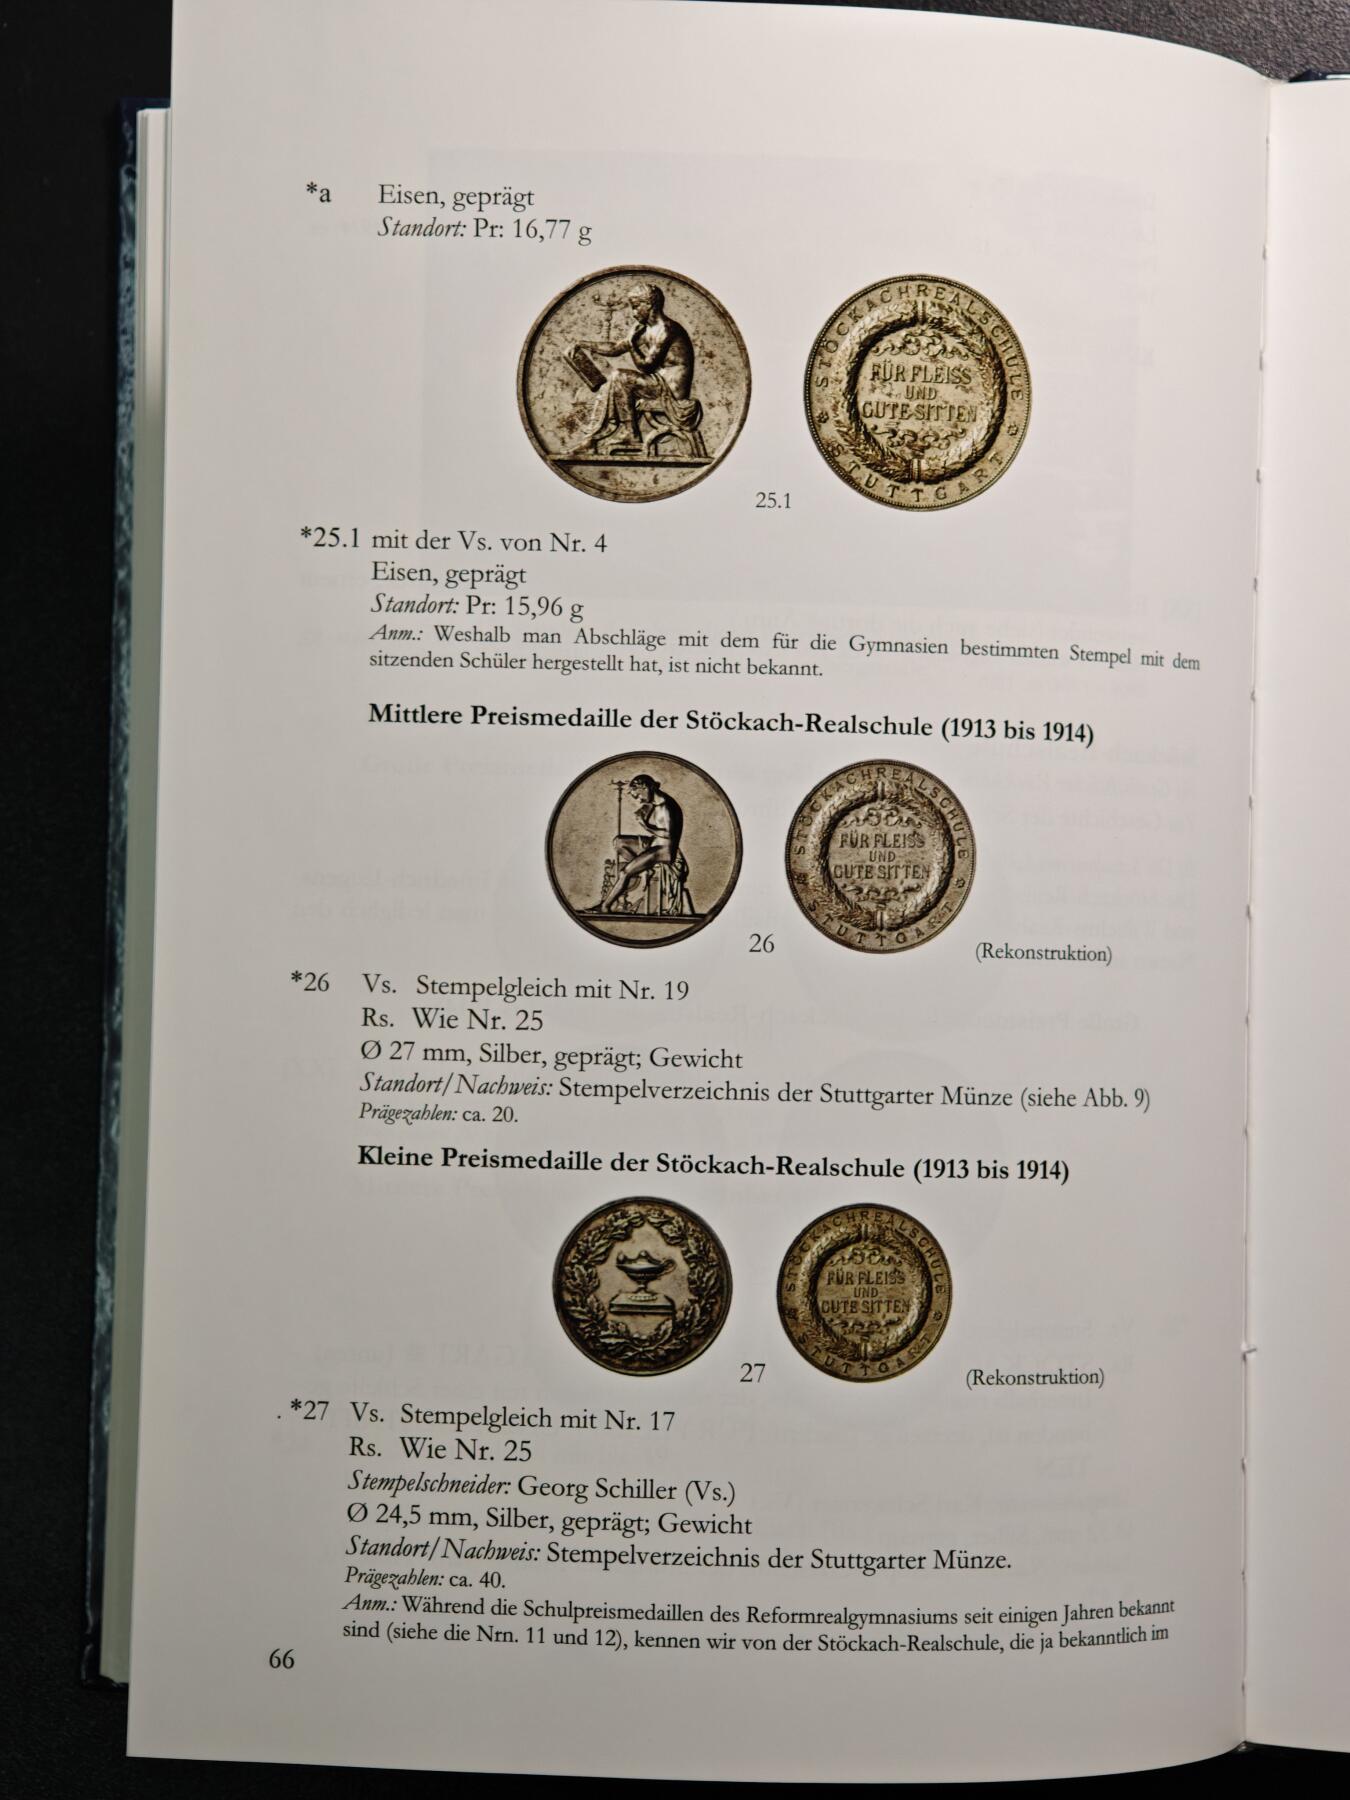 *a Eisen, geprägt
Standort: Pr: 16,77 g
STÖCKACHREALSCHULE
FÜR FLEISS
UND
GUTE SITTEN
STUTTGART
25.1
*25.1 mit der Vs. von Nr. 4
Eisen, geprägt
Standort: Pr: 15,96 g
Anm.: Weshalb man Abschläge mit dem für die Gymnasien bestimmten Stempel mit dem
sitzenden Schüler hergestellt hat, ist nicht bekannt.
Mittlere Preismedaille der Stöckach-Realschule (1913 bis 1914)
STÖCKACHREALSCHULE
FÜR FLEISS
UND
GUTE SITTEN
STUTTGART
26
(Rekonstruktion)
*26 Vs. Stempelgleich mit Nr. 19
Rs. Wie Nr. 25
Ø 27 mm, Silber, geprägt; Gewicht
Standort/Nachweis: Stempelverzeichnis der Stuttgarter Münze (siehe Abb. 9)
Prägezahlen: ca. 20.
Kleine Preismedaille der Stöckach-Realschule (1913 bis 1914)
STÖCKACHREALSCHULE
FÜR FLEISS
UND
GUTE SITTEN
STUTTGART
27
(Rekonstruktion)
. *27 Vs. Stempelgleich mit Nr. 17
Rs. Wie Nr. 25
Stempelschneider: Georg Schiller (Vs.)
Ø 24,5 mm, Silber, geprägt; Gewicht
Standort/Nachweis: Stempelverzeichnis der Stuttgarter Münze.
Prägezahlen: ca. 40.
Anm.: Während die Schulpreismedaillen des Reformrealgymnasiums seit einigen Jahren bekannt
sind (siehe die Nrn. 11 und 12), kennen wir von der Stöckach-Realschule, die ja bekanntlich im
66